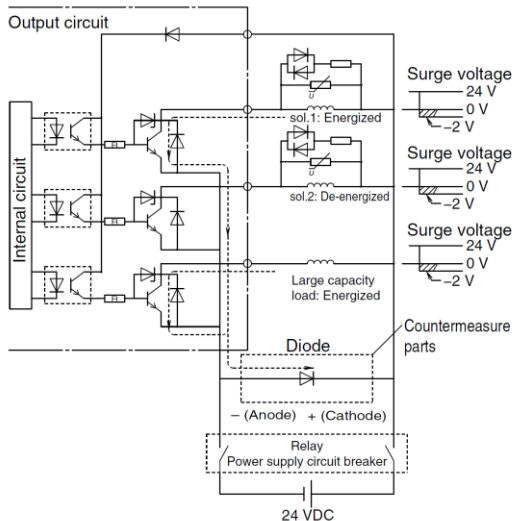 Output circuit
Internal circuit
U
sol.1: Energized
U
sol.2: De-energized
Large capacity
load: Energized
Surge voltage
24 V
0 V
−2 V
Surge voltage
24 V
0 V
−2 V
Surge voltage
24 V
0 V
−2 V
Countermeasure
parts
Diode
− (Anode) + (Cathode)
Relay
Power supply circuit breaker
24 VDC